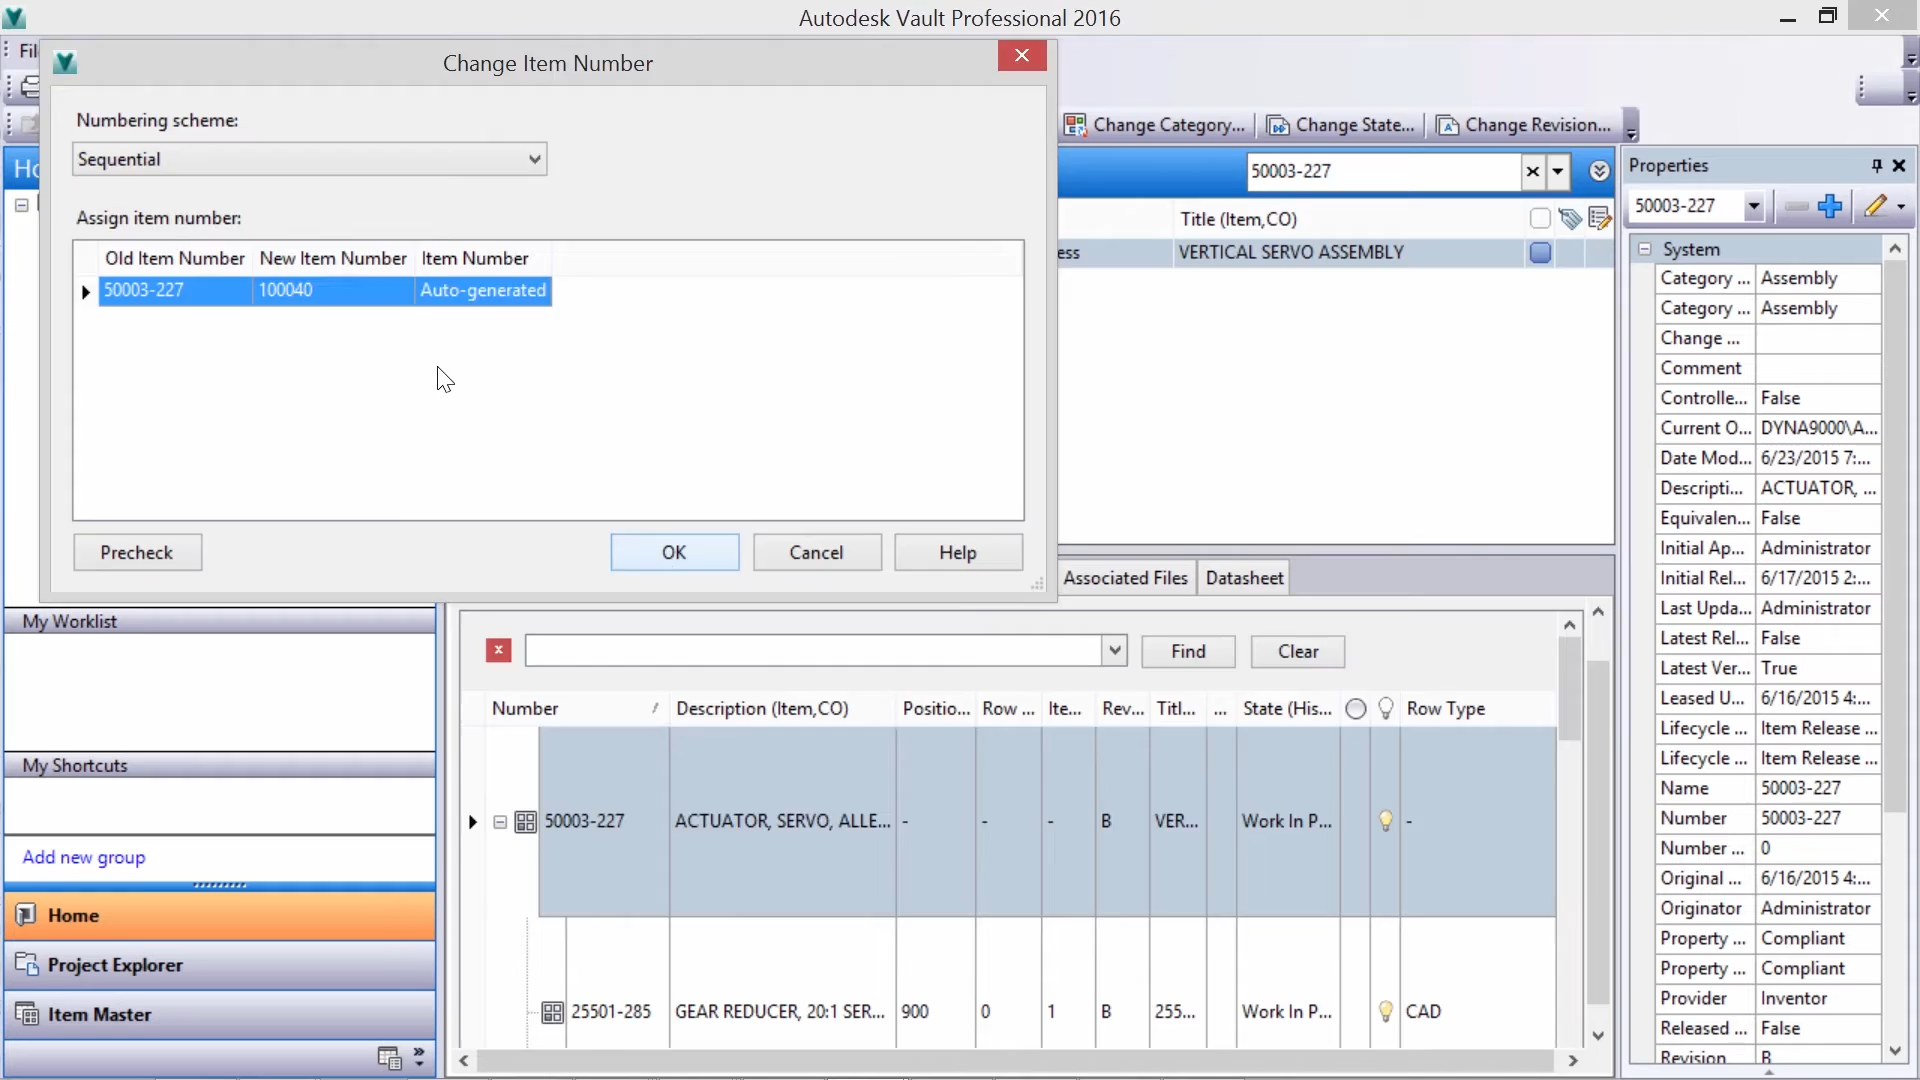 Autodesk Vault Professional 2016
Fil
Change Item Number
Numbering scheme:
Sequential
Assign item number:
Old Item Number New Item Number Item Number
50003-227 100040 Auto-generated
Precheck OK Cancel Help
Change Category... Change State... Change Revision...
Ho
50003-227
Title (Item,CO)
ess VERTICAL SERVO ASSEMBLY
Associated Files Datasheet
Find Clear
Number Description (Item,CO) Positio... Row ... Ite... Rev... Titl... ... State (His... Row Type
50003-227 ACTUATOR, SERVO, ALLE... - - - B VER... Work In P... -
25501-285 GEAR REDUCER, 20:1 SER... 900 0 1 B 255... Work In P... CAD
My Worklist
My Shortcuts
Add new group
Home
Project Explorer
Item Master
Properties
50003-227
System
Category ... Assembly
Category ... Assembly
Change ...
Comment
Controlle... False
Current O... DYNA9000\A...
Date Mod... 6/23/2015 7:...
Descripti... ACTUATOR, ...
Equivalen... False
Initial Ap... Administrator
Initial Rel... 6/17/2015 2:...
Last Upda... Administrator
Latest Rel... False
Latest Ver... True
Leased U... 6/16/2015 4:...
Lifecycle ... Item Release ...
Lifecycle ... Item Release ...
Name 50003-227
Number 50003-227
Number ... 0
Original ... 6/16/2015 4:...
Originator Administrator
Property ... Compliant
Property ... Compliant
Provider Inventor
Released ... False
Revision B